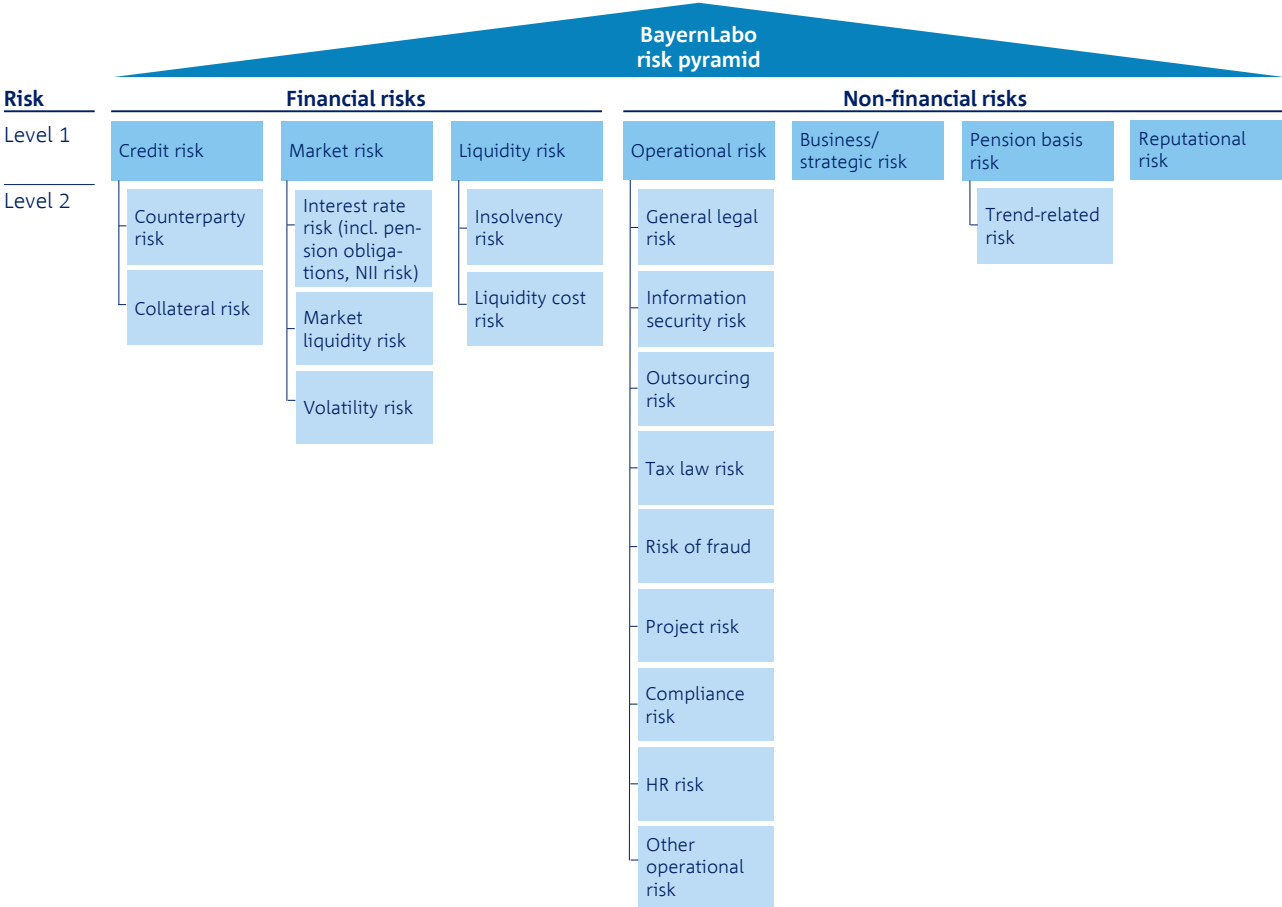 BayernLabo
risk pyramid
Risk
Financial risks
Non-financial risks
Level 1
Credit risk
Market risk
Liquidity risk
Operational risk
Business/
strategic risk
Pension basis
risk
Reputational
risk
Level 2
Counterparty
risk
Collateral risk
Interest rate
risk (incl. pen-
sion obliga-
tions, NII risk)
Market
liquidity risk
Volatility risk
Insolvency
risk
Liquidity cost
risk
General legal
risk
Information
security risk
Outsourcing
risk
Tax law risk
Risk of fraud
Project risk
Compliance
risk
HR risk
Other
operational
risk
Trend-related
risk